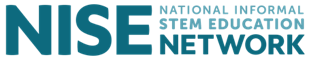 NISE
NATIONAL INFORMAL
STEM EDUCATION
NETWORK